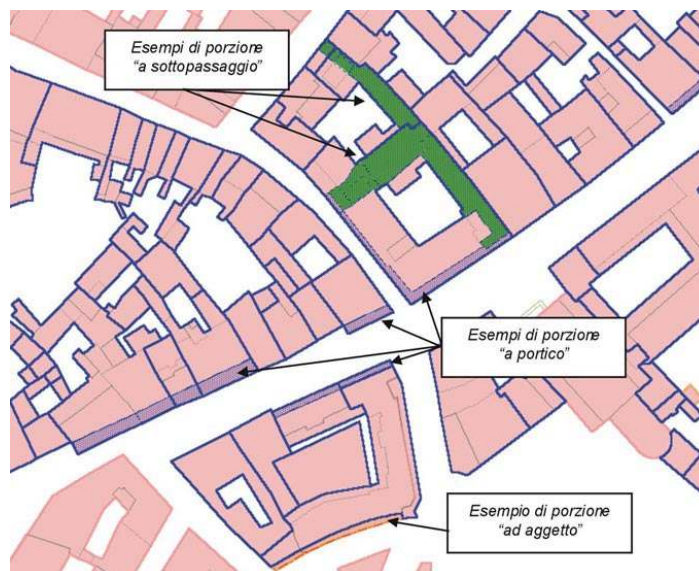 Esempi di porzione
“a sottopassaggio”
Esempi di porzione
“a portico”
Esempio di porzione
“ad aggetto”